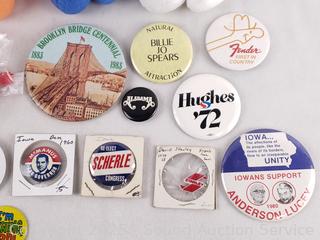 BROOKLYN BRIDGE CENTENNIAL
1883 1983
NATURAL
BILLIE
JO
SPEARS
ATTRACTION
Fender
FIRST IN
COUNTRY
ALABAMA
Hughes
'72
Iowa Dem 1960
RE-ELECT
SCHERLE
CONGRESS
David Stanley
IOWA...
The affections of
its people, like the
rivers of its borders,
flow to an inseparable
UNITY
IOWANS SUPPORT
1980
ANDERSON-LUCEY
I'M